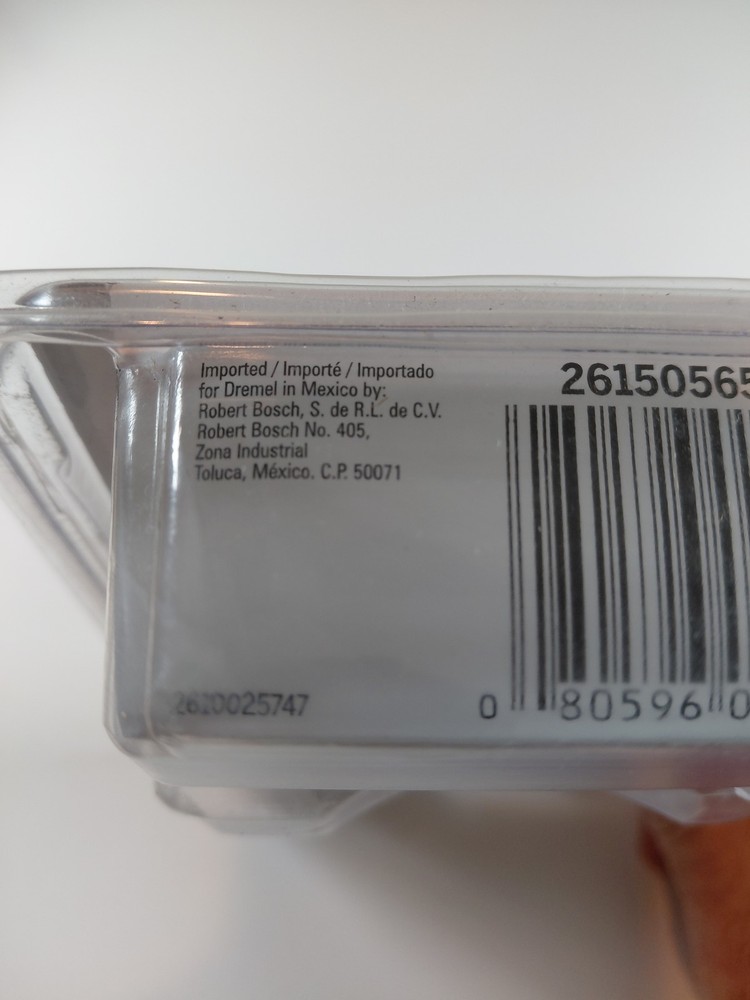 Imported / Importé / Importado
for Dremel in Mexico by:
Robert Bosch, S. de R.L. de C.V.
Robert Bosch No. 405,
Zona Industrial
Toluca, México. C.P. 50071
2610025747
26150565
0 80596 0